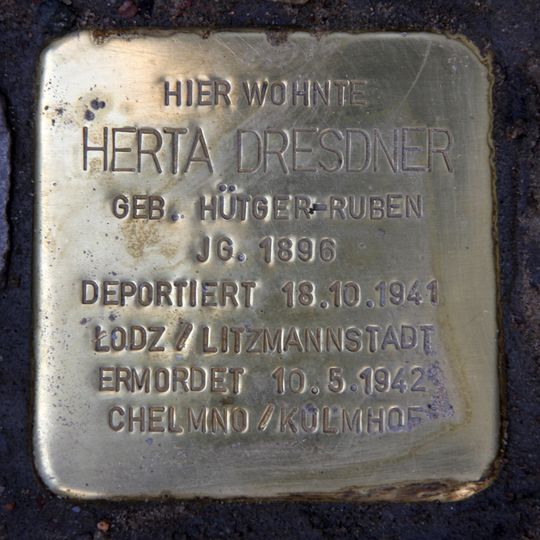 HIER WOHNTE
HERTA DRESDNER
GEB. HÜTGER-RUBEN
JG. 1896
DEPORTIERT 18.10.1941
ŁODZ / LITZMANNSTADT
ERMORDET 10.5.1942
CHELMNO / KULMHOF